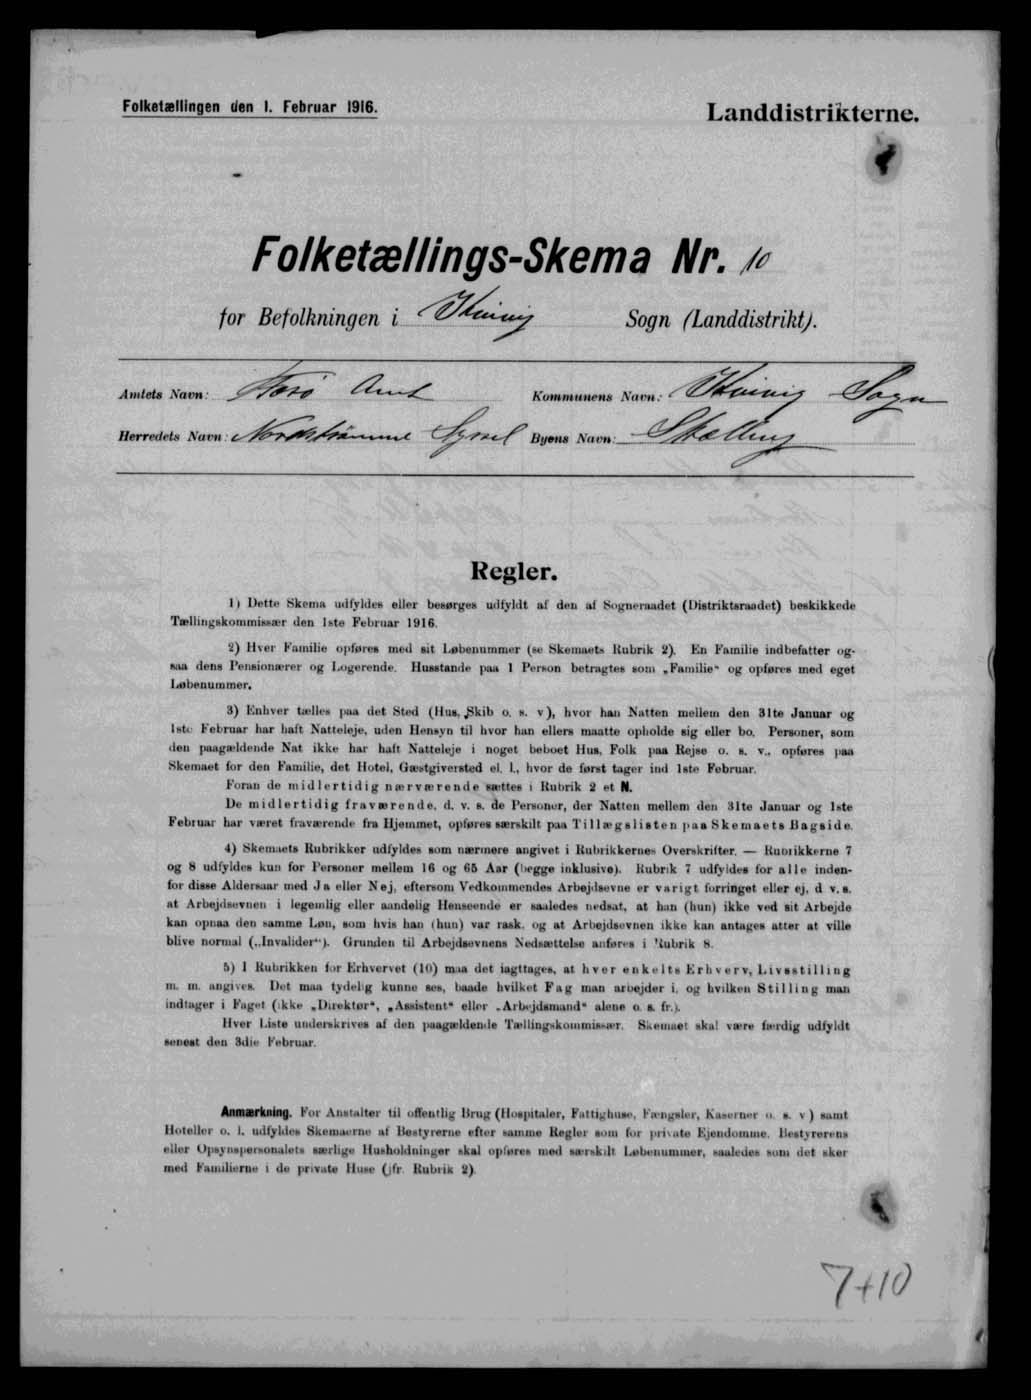 Folketællingen den 1. Februar 1916.
Landdistrikterne.
Folketællings-Skema Nr. 10
for Befolkningen i Kvivig Sogn (Landdistrikt).
Amtets Navn: Færø Amt Kommunens Navn: Kvivig Sogn
Herredets Navn: Nordstrømme Syssel Byens Navn: Skælling
Regler.
1) Dette Skema udfyldes eller besørges udfyldt af den af Sogneraadet (Distriktsraadet) beskikkede
Tællingskommissær den 1ste Februar 1916.
2) Hver Familie opføres med sit Løbenummer (se Skemaets Rubrik 2). En Familie indbefatter og-
saa dens Pensionærer og Logerende. Husstande paa 1 Person betragtes som „Familie“ og opføres med eget
Løbenummer.
3) Enhver tælles paa det Sted (Hus, Skib o. s. v), hvor han Natten mellem den 31te Januar og
1ste Februar har haft Natteleje, uden Hensyn til hvor han ellers maatte opholde sig eller bo. Personer, som
den paagældende Nat ikke har haft Natteleje i noget beboet Hus, Folk paa Rejse o. s. v., opføres paa
Skemaet for den Familie, det Hotel, Gæstgiversted el. l., hvor de først tager ind 1ste Februar.
Foran de midlertidig nærværende sættes i Rubrik 2 et N.
De midlertidig fraværende, d. v. s. de Personer, der Natten mellem den 31te Januar og 1ste
Februar har været fraværende fra Hjemmet, opføres særskilt paa Tillægslisten paa Skemaets Bagside.
4) Skemaets Rubrikker udfyldes som nærmere angivet i Rubrikkernes Overskrifter. — Rubrikkerne 7
og 8 udfyldes kun for Personer mellem 16 og 65 Aar (begge inklusive). Rubrik 7 udfyldes for alle inden-
for disse Aldersaar med Ja eller Nej, eftersom Vedkommendes Arbejdsevne er varigt forringet eller ej, d v. s.
at Arbejdsevnen i legemlig eller aandelig Henseende er saaledes nedsat, at han (hun) ikke ved sit Arbejde
kan opnaa den samme Løn, som hvis han (hun) var rask, og at Arbejdsevnen ikke kan antages atter at ville
blive normal („Invalider“). Grunden til Arbejdsevnens Nedsættelse anføres i Rubrik 8.
5) I Rubrikken for Erhvervet (10) maa det iagttages, at hver enkelts Erhverv, Livsstilling
m. m. angives. Det maa tydelig kunne ses, baade hvilket Fag man arbejder i, og hvilken Stilling man
indtager i Faget (ikke „Direktør“, „Assistent“ eller „Arbejdsmand“ alene o. s. fr.).
Hver Liste underskrives af den paagældende Tællingskommissær. Skemaet skal være færdig udfyldt
senest den 3die Februar.
Anmærkning. For Anstalter til offentlig Brug (Hospitaler, Fattighuse, Fængsler, Kaserner o. s. v) samt
Hoteller o. l. udfyldes Skemaerne af Bestyrerne efter samme Regler som for private Ejendomme. Bestyrerens
eller Opsynspersonalets særlige Husholdninger skal opføres med særskilt Løbenummer, saaledes som det sker
med Familierne i de private Huse (jfr. Rubrik 2).
7+10